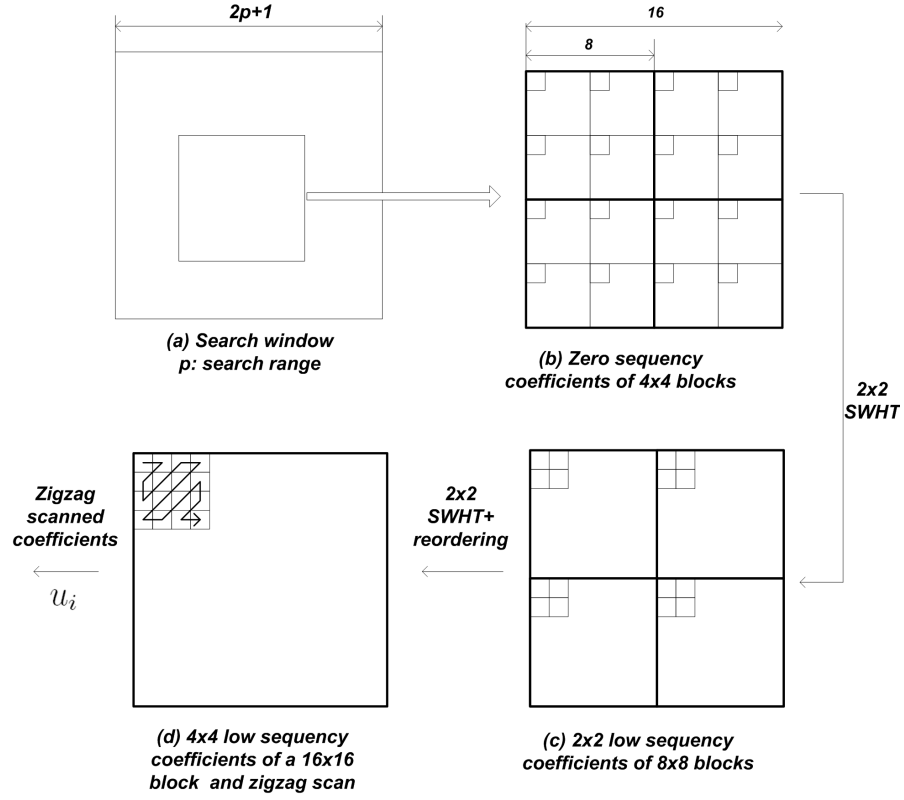 2p+1
16
8
(a) Search window
p: search range
(b) Zero sequency
coefficients of 4x4 blocks
2x2
SWHT
Zigzag
scanned
coefficients
u_i
2x2
SWHT+
reordering
(d) 4x4 low sequency
coefficients of a 16x16
block and zigzag scan
(c) 2x2 low sequency
coefficients of 8x8 blocks